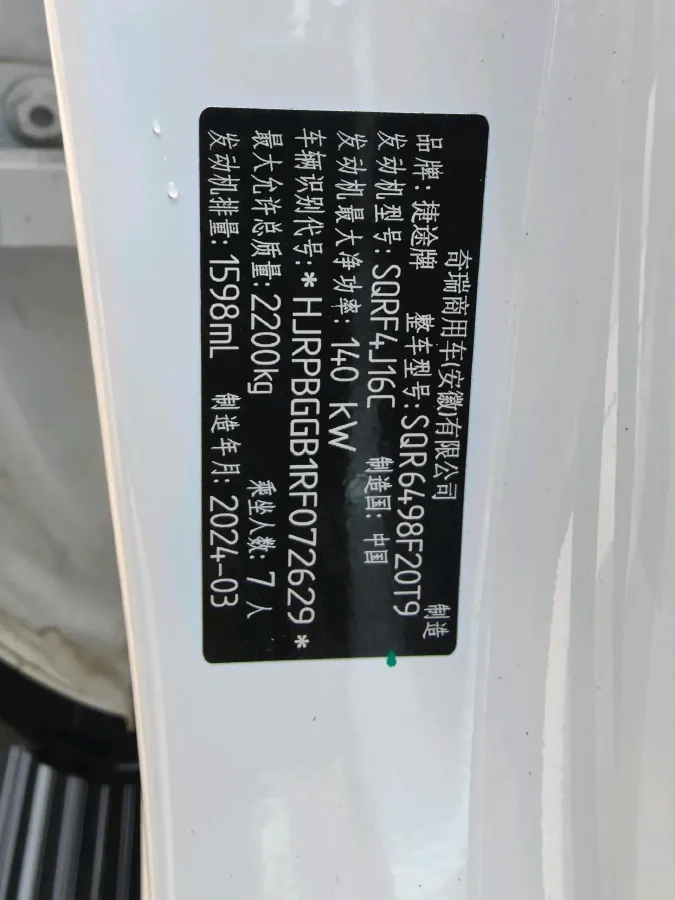 奇瑞商用车(安徽)有限公司 制造
品牌:捷途牌 整车型号:SQR6498F20T9
发动机型号:SQRF4J16C 制造国:中国
发动机最大净功率:140 kW
车辆识别代号:*HJRPBGGB1RF072629*
最大允许总质量:2200kg 乘坐人数:7人
发动机排量:1598mL 制造年月:2024-03